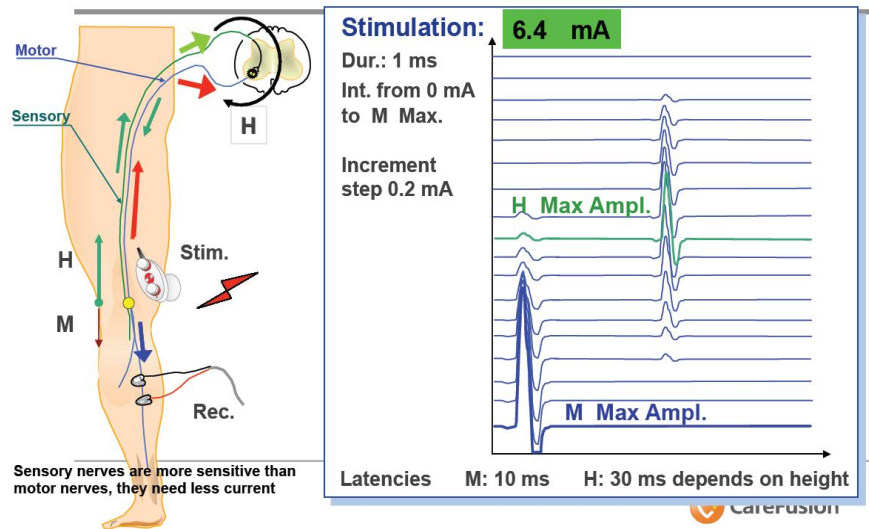 Motor
Sensory
H
H
M
Stim.
Rec.
Sensory nerves are more sensitive than
motor nerves, they need less current
Stimulation: 6.4 mA
Dur.: 1 ms
Int. from 0 mA
to M Max.
Increment
step 0.2 mA
H Max Ampl.
M Max Ampl.
Latencies M: 10 ms H: 30 ms depends on height
CareFusion